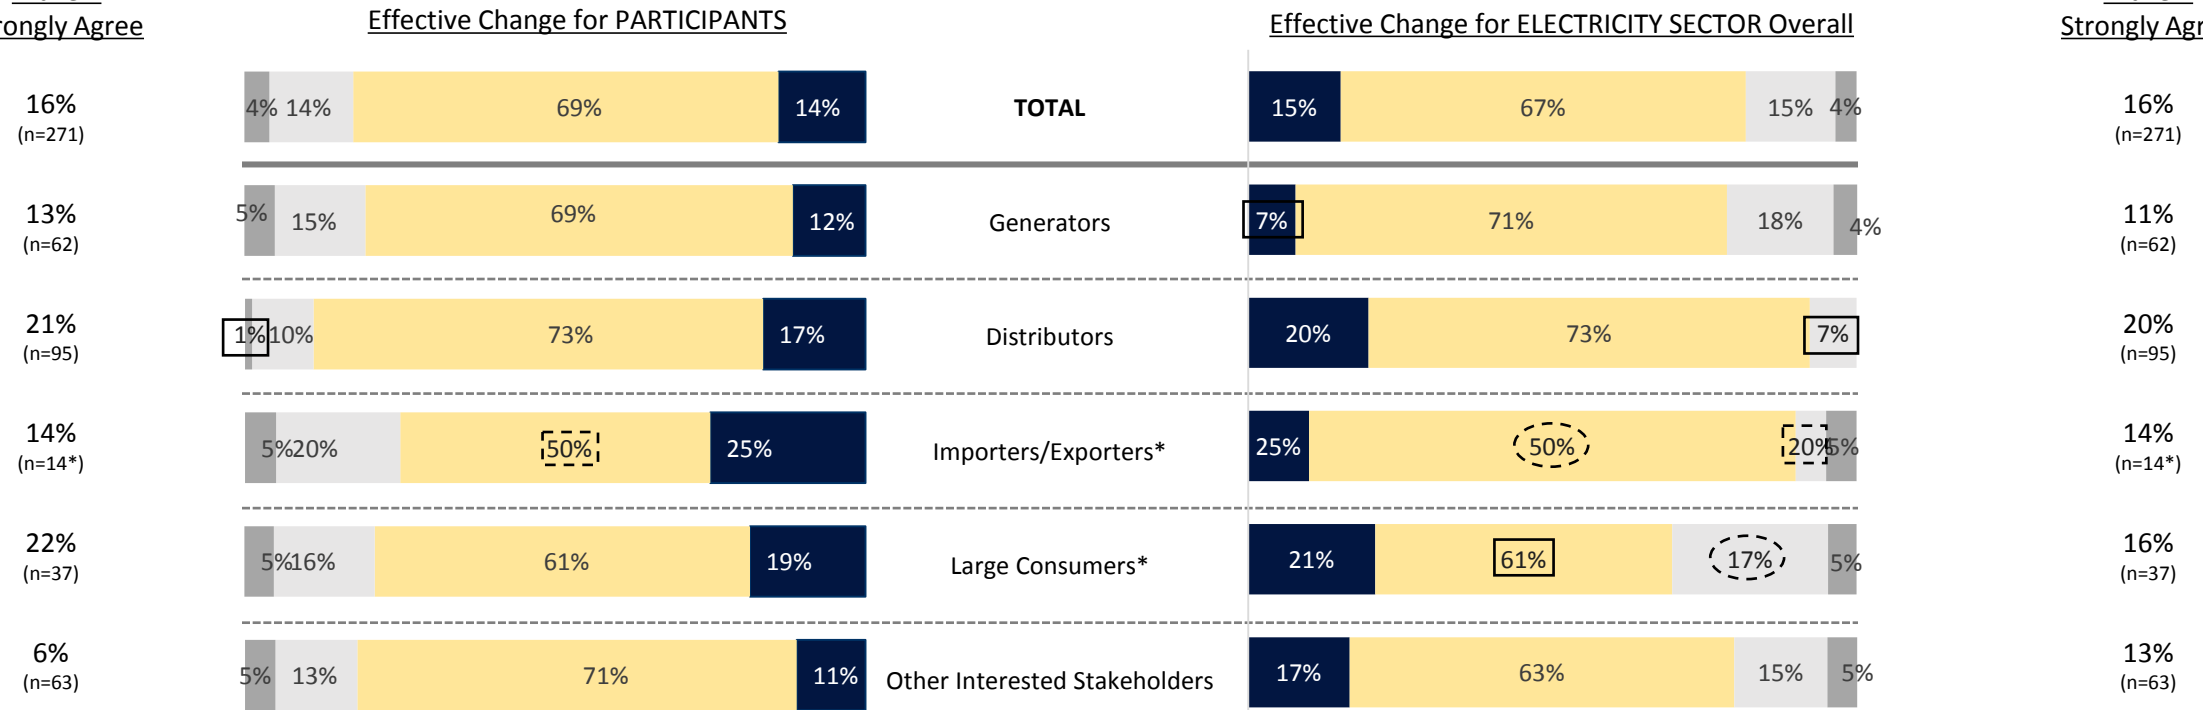 Strongly Agree
Effective Change for PARTICIPANTS
Effective Change for ELECTRICITY SECTOR Overall
Strongly Agr
16%
(n=271)
4% 14% 69% 14%
TOTAL
15% 67% 15% 4%
16%
(n=271)
13%
(n=62)
5% 15% 69% 12%
Generators
7% 71% 18% 4%
11%
(n=62)
21%
(n=95)
1% 10% 73% 17%
Distributors
20% 73% 7%
20%
(n=95)
14%
(n=14*)
5% 20% 50% 25%
Importers/Exporters*
25% 50% 20% 5%
14%
(n=14*)
22%
(n=37)
5% 16% 61% 19%
Large Consumers*
21% 61% 17% 5%
16%
(n=37)
6%
(n=63)
5% 13% 71% 11%
Other Interested Stakeholders
17% 63% 15% 5%
13%
(n=63)